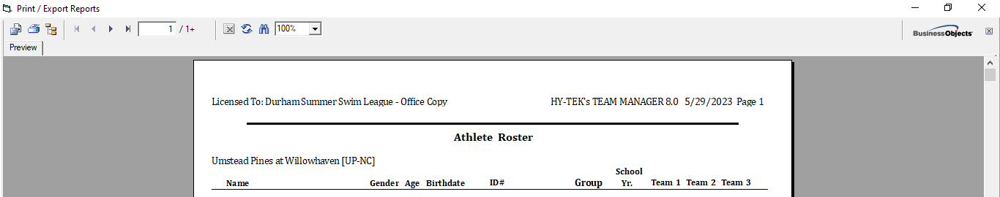 Print / Export Reports
1 / 1+ 100% BusinessObjects
Preview
Licensed To: Durham Summer Swim League - Office Copy HY-TEK's TEAM MANAGER 8.0 5/29/2023 Page 1
Athlete Roster
Umstead Pines at Willowhaven [UP-NC]
School
Name Gender Age Birthdate ID# Group Yr. Team 1 Team 2 Team 3